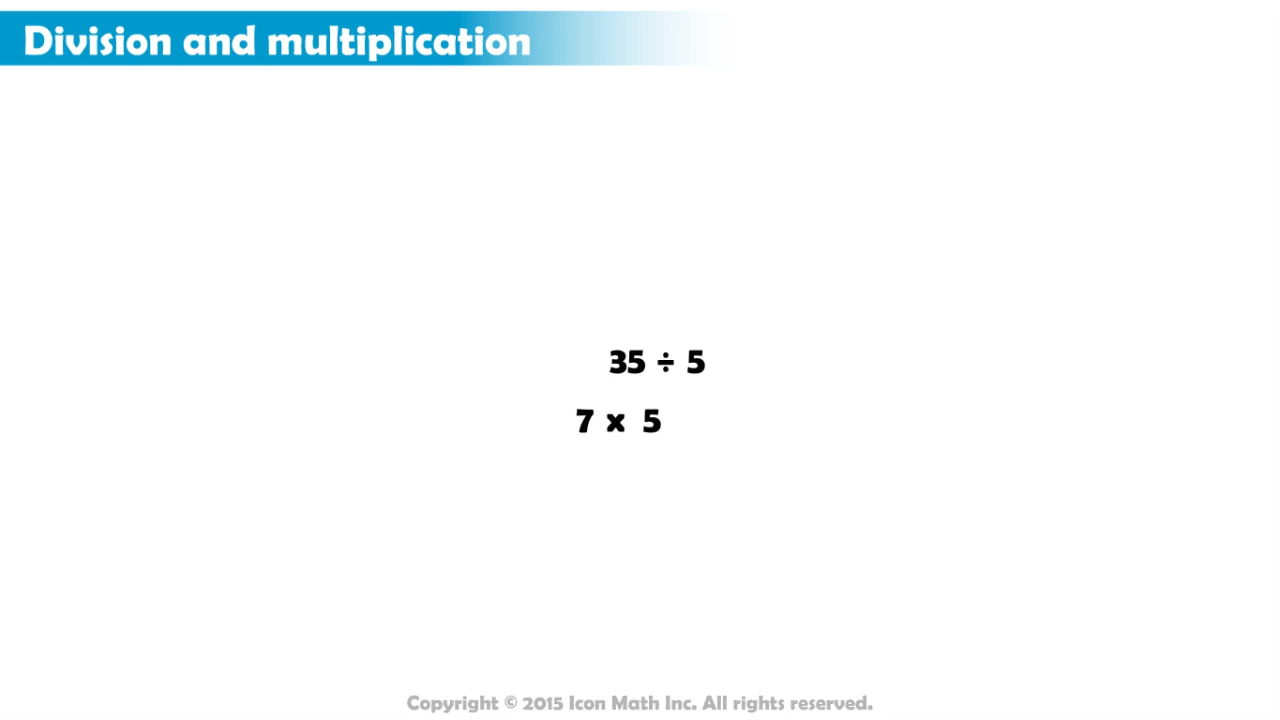 Division and multiplication
35 ÷ 5
7 x 5
Copyright © 2015 Icon Math Inc. All rights reserved.